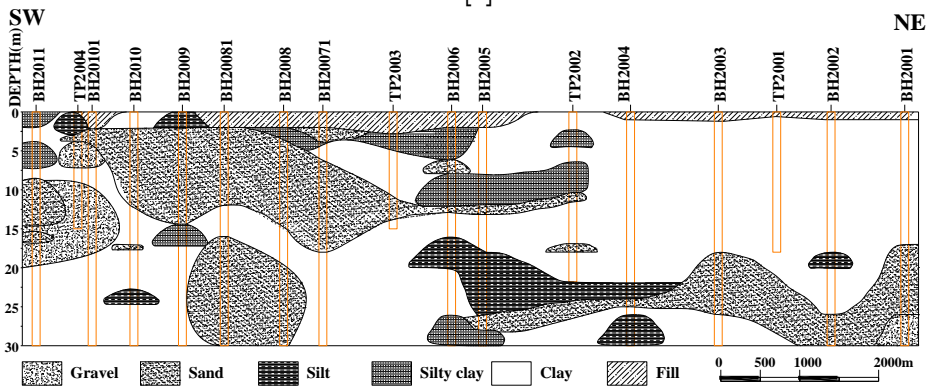 SW NE
DEPTH(m) BH2011 TP2004 BH20101 BH2010 BH2009 BH20081 BH2008 BH20071 TP2003 BH2006 BH2005 TP2002 BH2004 BH2003 TP2001 BH2002 BH2001
0
5
10
15
20
25
30
Gravel Sand Silt Silty clay Clay Fill
0 500 1000 2000m